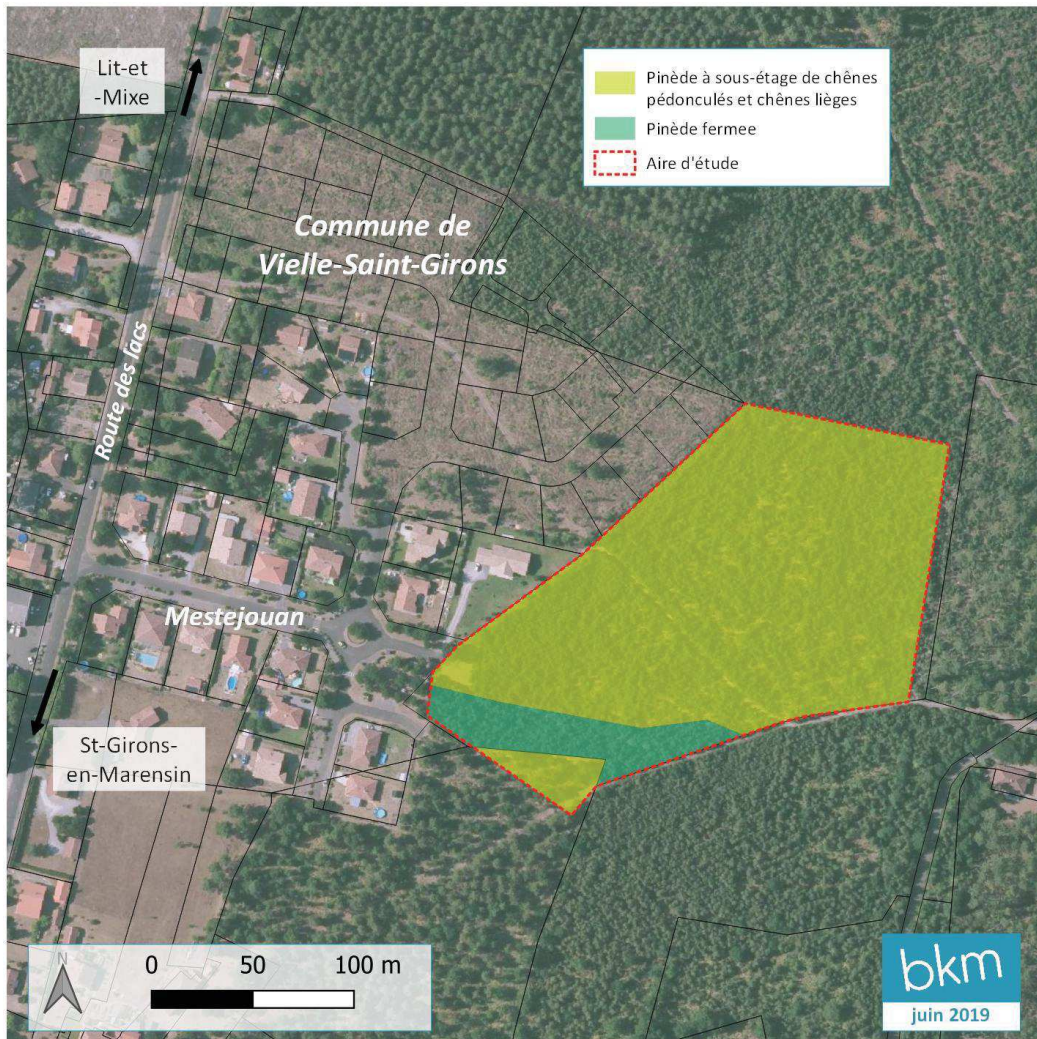 Lit-et
-Mixe
Pinède à sous-étage de chênes
pédonculés et chênes lièges
Pinède fermee
Aire d'étude
Commune de
Vielle-Saint-Girons
Route des lacs
Mestejouan
St-Girons-
en-Marensin
N
0 50 100 m
bkm
juin 2019